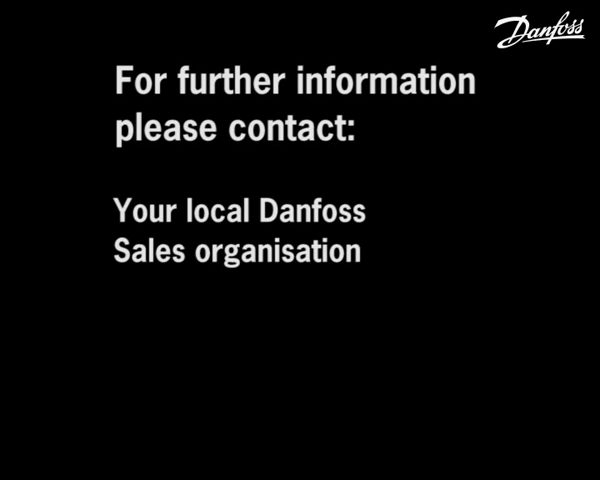 Danfoss
For further information
please contact:
Your local Danfoss
Sales organisation